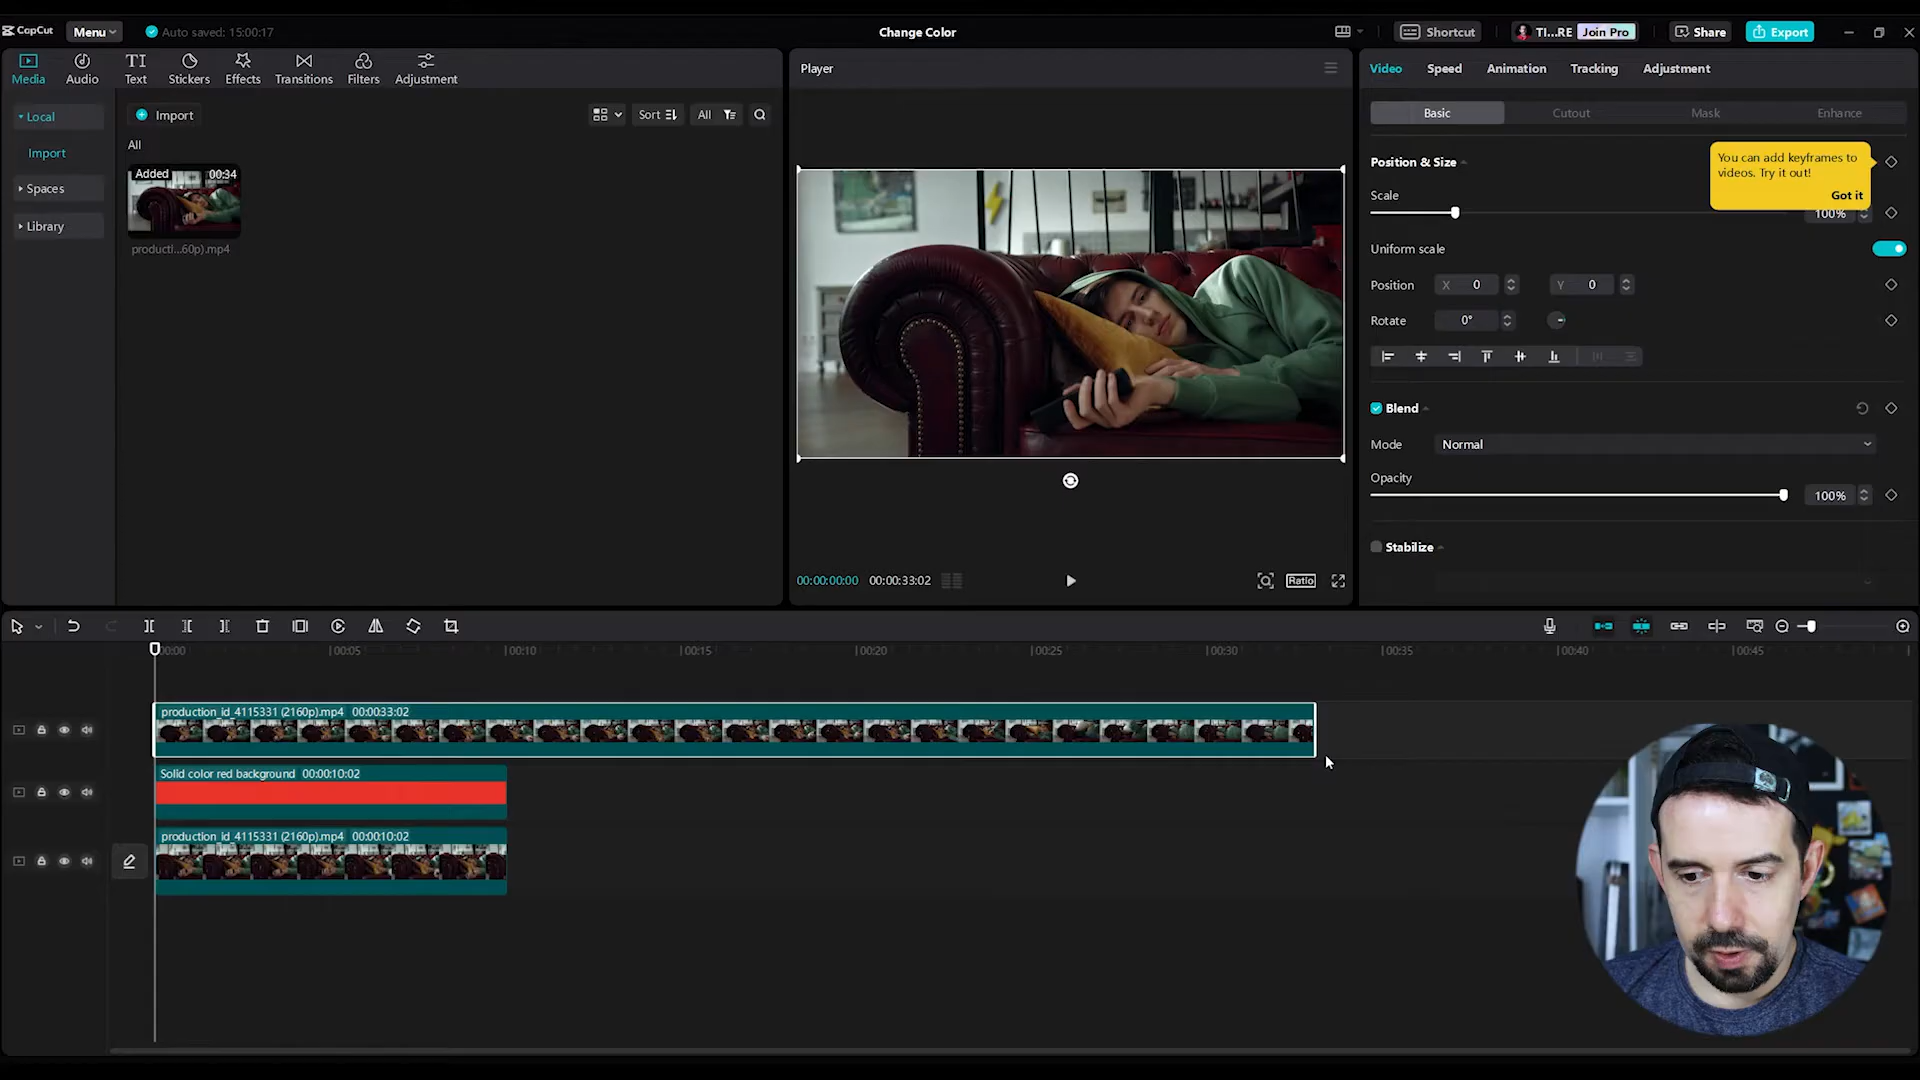 CapCut
Menu
Auto saved: 15:00:17
Change Color
Shortcut
TI...RE
Join Pro
Share
Export
Media
Audio
Text
Stickers
Effects
Transitions
Filters
Adjustment
Local
Import
Spaces
Library
Import
Sort
All
All
Added
00:34
producti...60p).mp4
Player
00:00:00:00
00:00:33:02
Ratio
Video
Speed
Animation
Tracking
Adjustment
Basic
Cutout
Mask
Enhance
Position & Size
You can add keyframes to
videos. Try it out!
Got it
Scale
100%
Uniform scale
Position
X 0
Y 0
Rotate
0°
Blend
Mode
Normal
Opacity
100%
Stabilize
00:00
00:05
00:10
00:15
00:20
00:25
00:30
00:35
00:40
00:45
production_id_4115331 (2160p).mp4 00:00:33:02
Solid color red background 00:00:10:02
production_id_4115331 (2160p).mp4 00:00:10:02